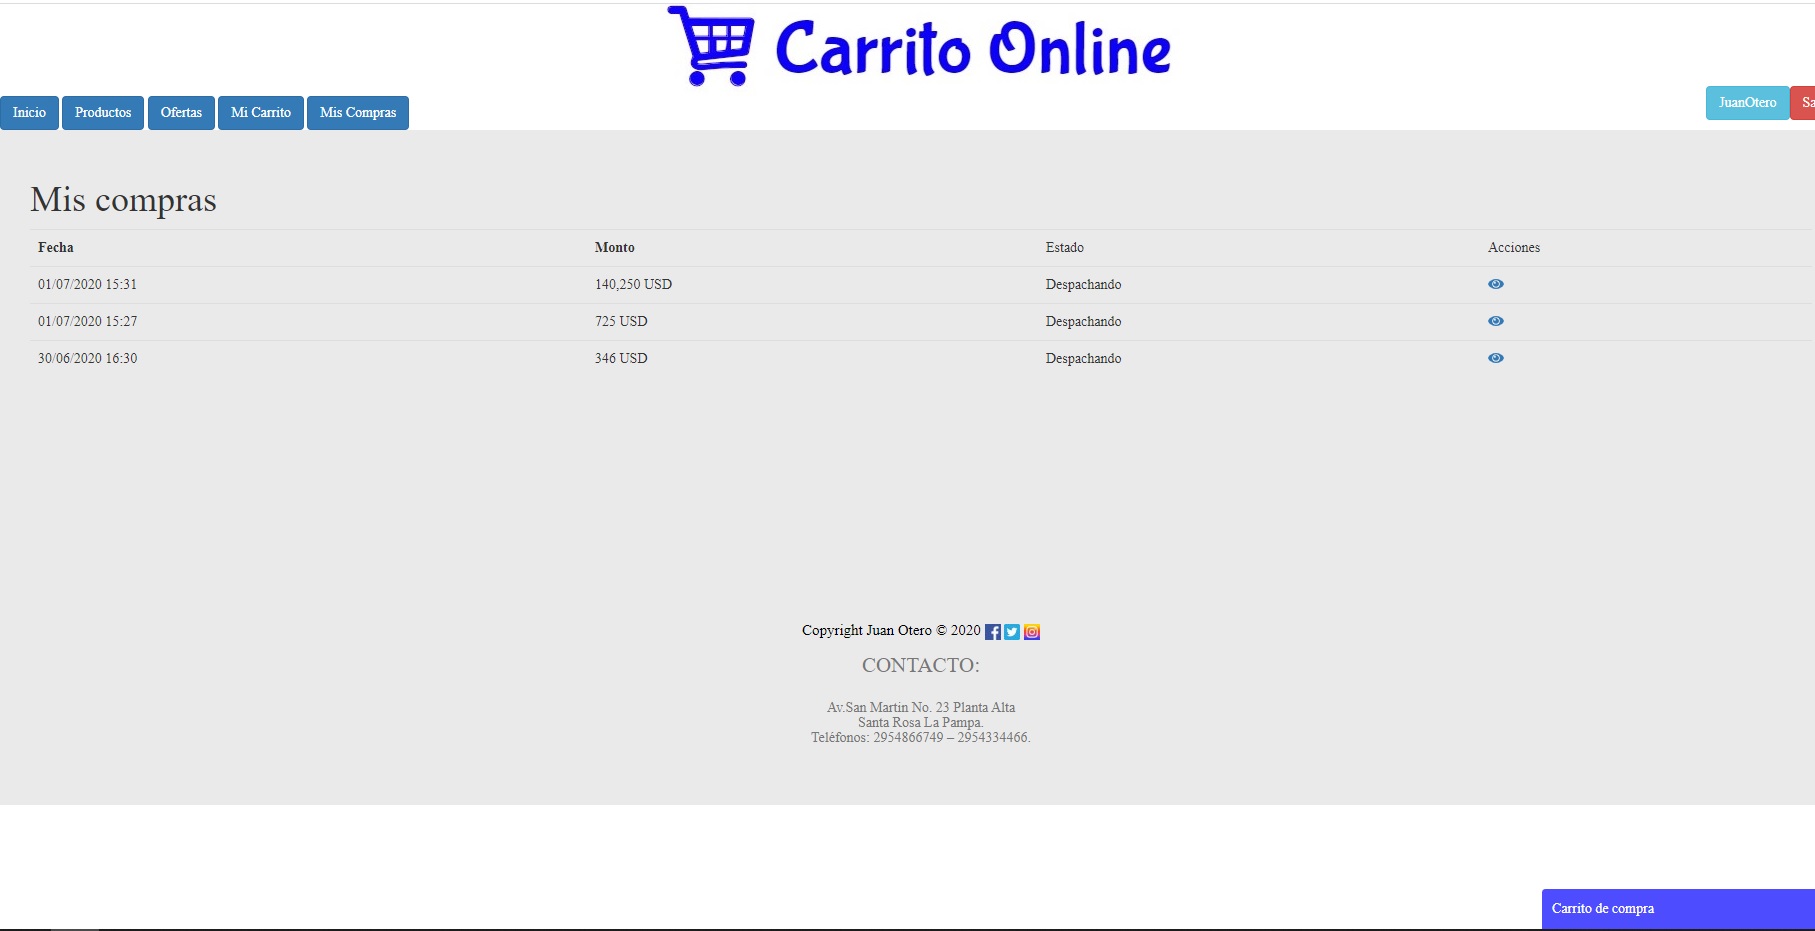 Carrito Online
Inicio Productos Ofertas Mi Carrito Mis Compras JuanOtero
Mis compras
Fecha Monto Estado Acciones
01/07/2020 15:31 140,250 USD Despachando
01/07/2020 15:27 725 USD Despachando
30/06/2020 16:30 346 USD Despachando
Copyright Juan Otero © 2020
CONTACTO:
Av.San Martin No. 23 Planta Alta
Santa Rosa La Pampa.
Teléfonos: 2954866749 – 2954334466.
Carrito de compra